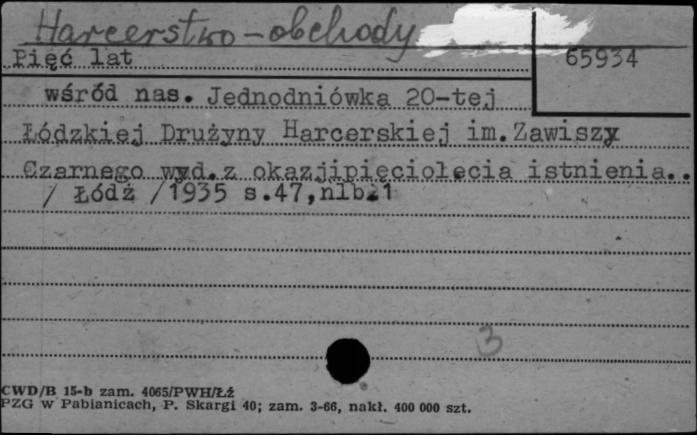 Harcerstwo - obchody
Pięć lat
65934
wśród nas. Jednodniówka 20-tej
Łódzkiej Drużyny Harcerskiej im. Zawiszy
Czarnego wyd. z okazjipięciolecia istnienia..
/ Łódź /1935 s.47,nlb.1
3
CWD/B 15-b zam. 4065/PWH/Łź
PZG w Pabianicach, P. Skargi 40; zam. 3-66, nakł. 400 000 szt.